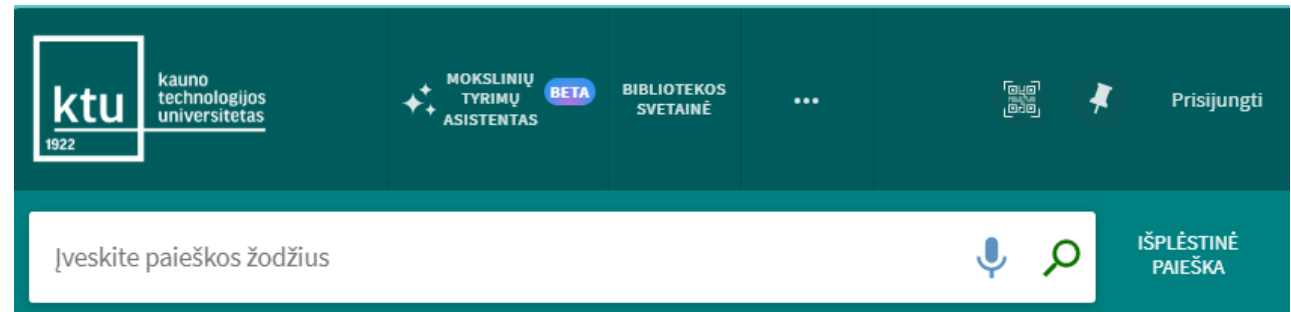 ktu
1922
kauno
technologijos
universitetas
MOKSLINIŲ
TYRIMŲ
ASISTENTAS
BETA
BIBLIOTEKOS
SVETAINĖ
Prisijungti
Įveskite paieškos žodžius
IŠPLĖSTINĖ
PAIEŠKA